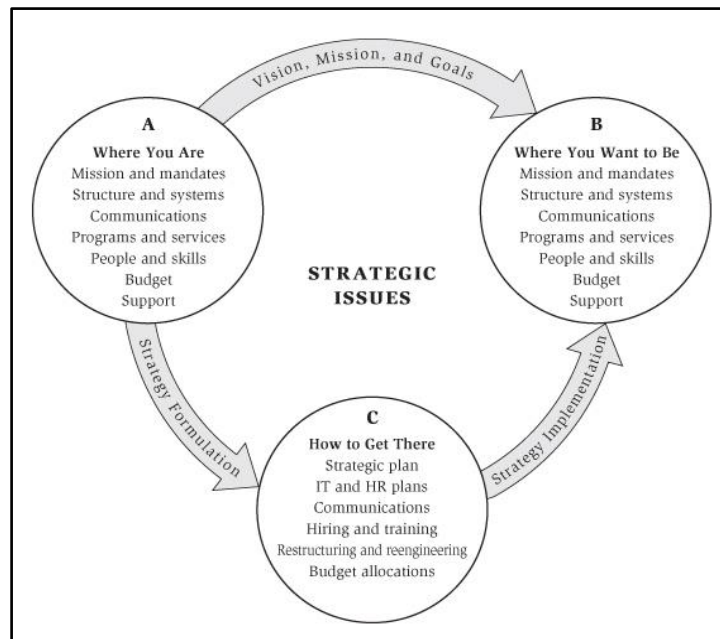 Vision, Mission, and Goals
A
Where You Are
Mission and mandates
Structure and systems
Communications
Programs and services
People and skills
Budget
Support
B
Where You Want to Be
Mission and mandates
Structure and systems
Communications
Programs and services
People and skills
Budget
Support
STRATEGIC
ISSUES
Strategy Formulation
C
How to Get There
Strategic plan
IT and HR plans
Communications
Hiring and training
Restructuring and reengineering
Budget allocations
Strategy Implementation